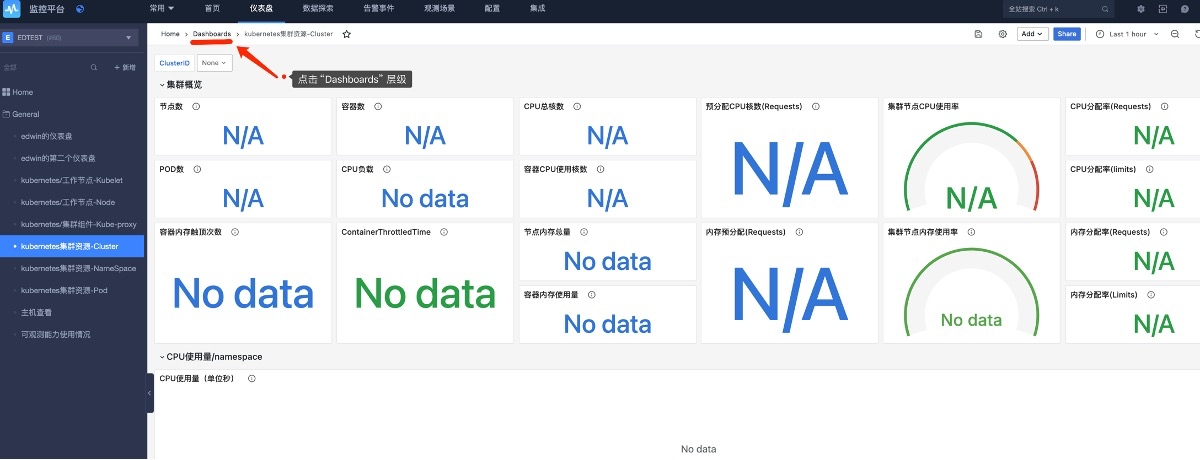 监控平台
常用 首页 仪表盘 数据探索 告警事件 观测场景 配置 集成 全站搜索 Ctrl + k
E EDTEST
Home > Dashboards > kubernetes集群资源-Cluster Add Share Last 1 hour
全部 + 新增
ClusterID None
点击 “Dashboards” 层级
Home
General
edwin的仪表盘
edwin的第二个仪表盘
kubernetes/工作节点-Kubelet
kubernetes/工作节点-Node
kubernetes/集群组件-Kube-proxy
kubernetes集群资源-Cluster
kubernetes集群资源-NameSpace
kubernetes集群资源-Pod
主机查看
可观测能力使用情况
集群概览
节点数
N/A
容器数
N/A
CPU总核数
N/A
预分配CPU核数(Requests)
N/A
集群节点CPU使用率
N/A
CPU分配率(Requests)
N/A
POD数
N/A
CPU负载
No data
容器CPU使用核数
N/A
CPU分配率(limits)
N/A
容器内存触顶次数
No data
ContainerThrottledTime
No data
节点内存总量
No data
内存预分配(Requests)
N/A
集群节点内存使用率
No data
内存分配率(Requests)
N/A
容器内存使用量
No data
内存分配率(Limits)
N/A
CPU使用量/namespace
CPU使用量（单位秒）
No data